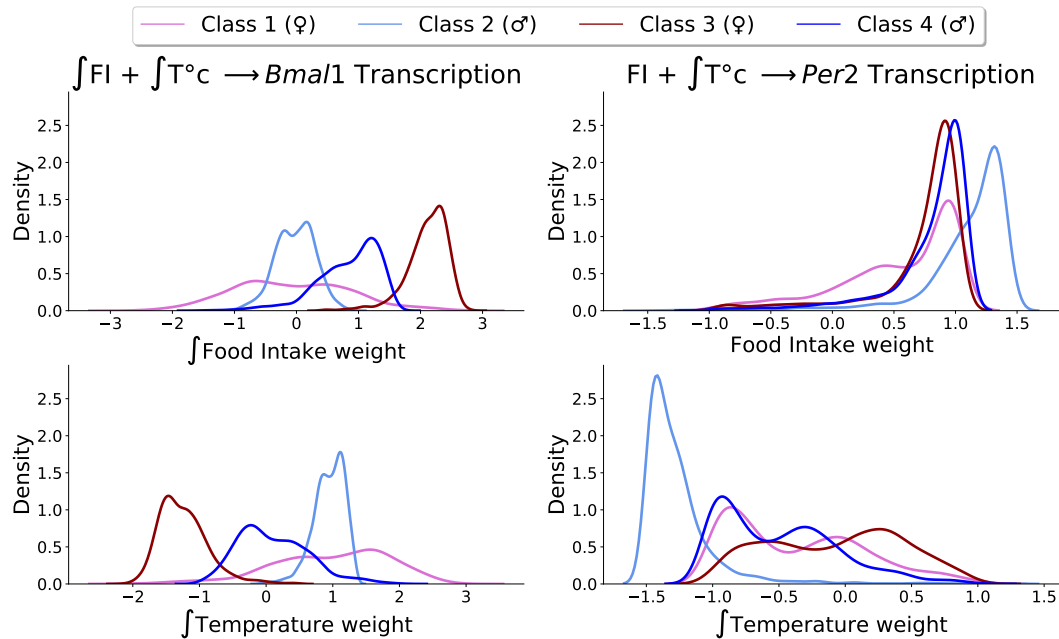 Class 1 (♀) Class 2 (♂) Class 3 (♀) Class 4 (♂)
∫FI + ∫T°c ⟶Bmal1 Transcription
FI + ∫T°c ⟶Per2 Transcription
Density
2.5
2.0
1.5
1.0
0.5
0.0
−3 −2 −1 0 1 2 3
∫Food Intake weight
Density
2.5
2.0
1.5
1.0
0.5
0.0
−1.5 −1.0 −0.5 0.0 0.5 1.0 1.5
Food Intake weight
Density
2.5
2.0
1.5
1.0
0.5
0.0
−2 −1 0 1 2 3
∫Temperature weight
Density
2.5
2.0
1.5
1.0
0.5
0.0
−1.5 −1.0 −0.5 0.0 0.5 1.0 1.5
∫Temperature weight